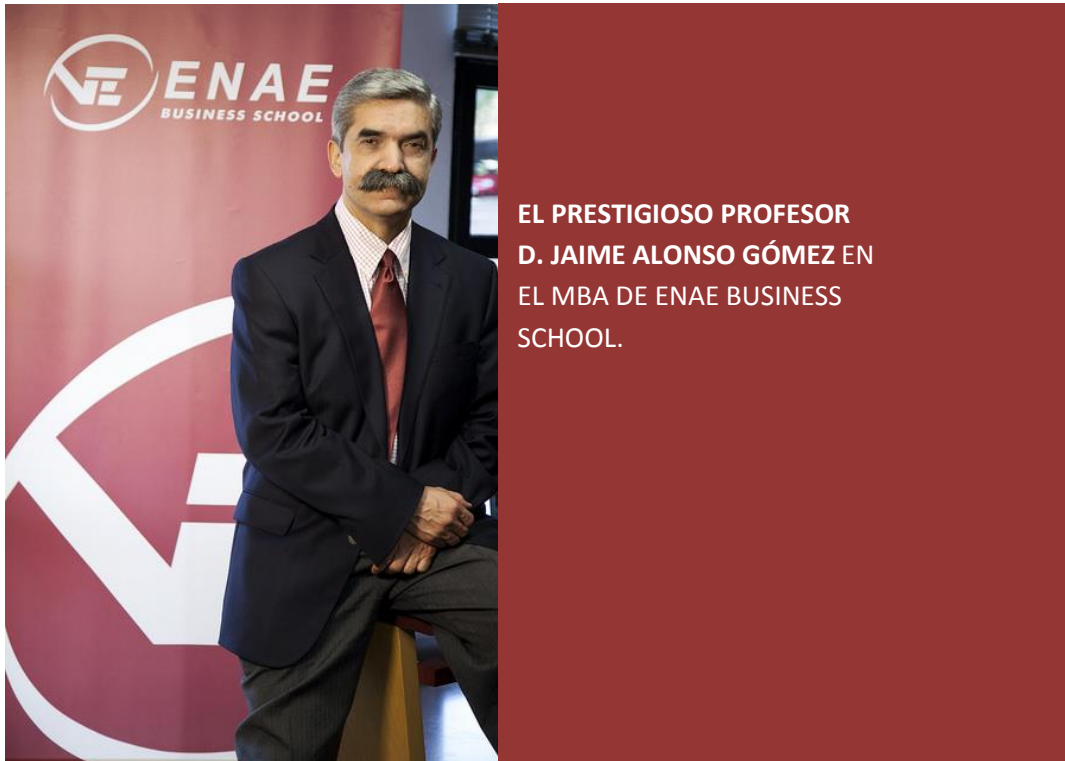 ENAE
BUSINESS SCHOOL
EL PRESTIGIOSO PROFESOR
D. JAIME ALONSO GÓMEZ EN
EL MBA DE ENAE BUSINESS
SCHOOL.